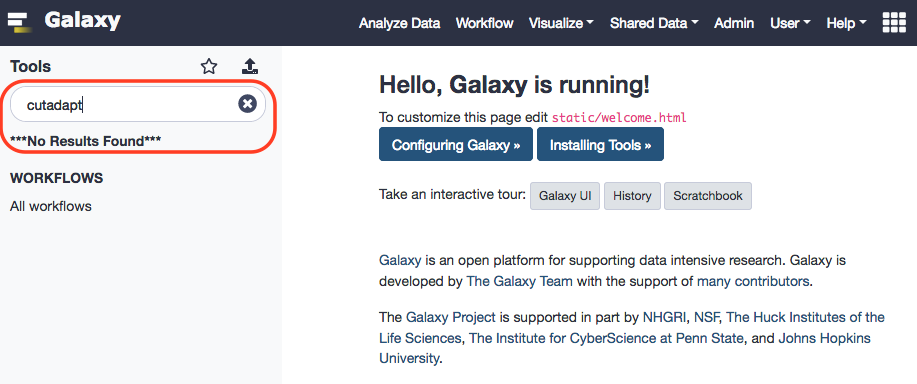 Galaxy
Analyze Data Workflow Visualize Shared Data Admin User Help
Tools
cutadapt
***No Results Found***
WORKFLOWS
All workflows
Hello, Galaxy is running!
To customize this page edit static/welcome.html
Configuring Galaxy » Installing Tools »
Take an interactive tour: Galaxy UI History Scratchbook
Galaxy is an open platform for supporting data intensive research. Galaxy is
developed by The Galaxy Team with the support of many contributors.
The Galaxy Project is supported in part by NHGRI, NSF, The Huck Institutes of the
Life Sciences, The Institute for CyberScience at Penn State, and Johns Hopkins
University.